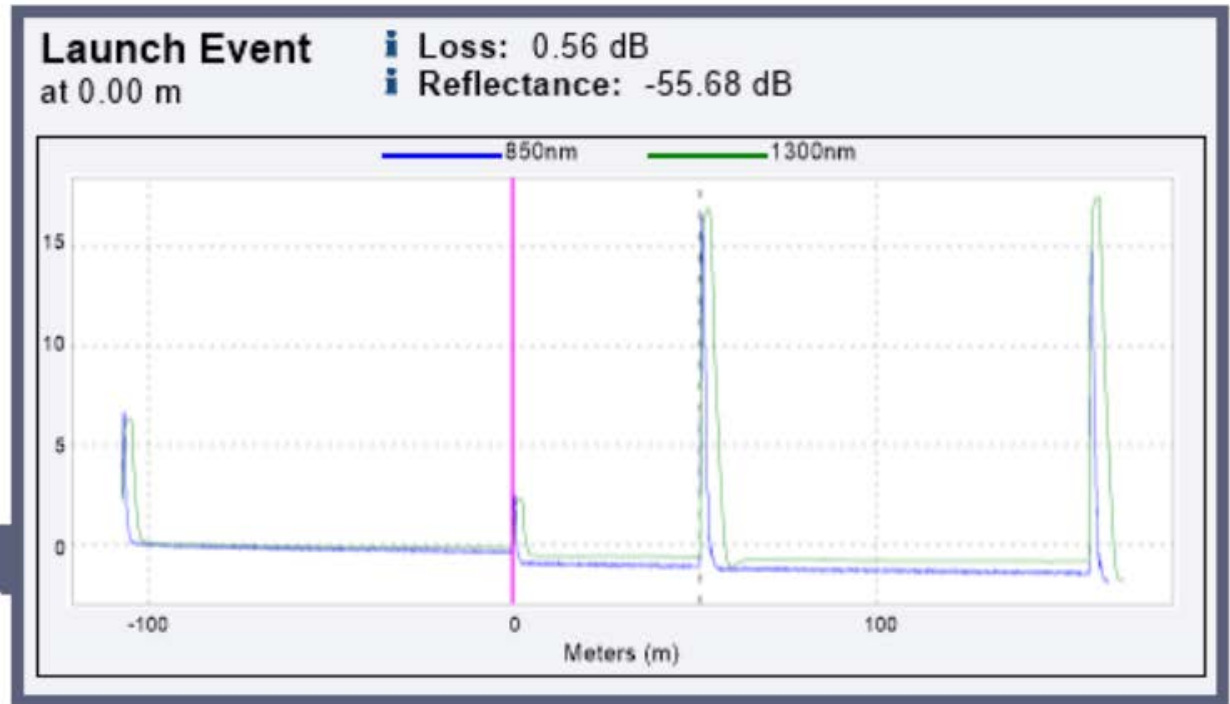 Launch Event
at 0.00 m
i Loss: 0.56 dB
i Reflectance: -55.68 dB
850nm 1300nm
15
10
5
0
-100 0 100
Meters (m)